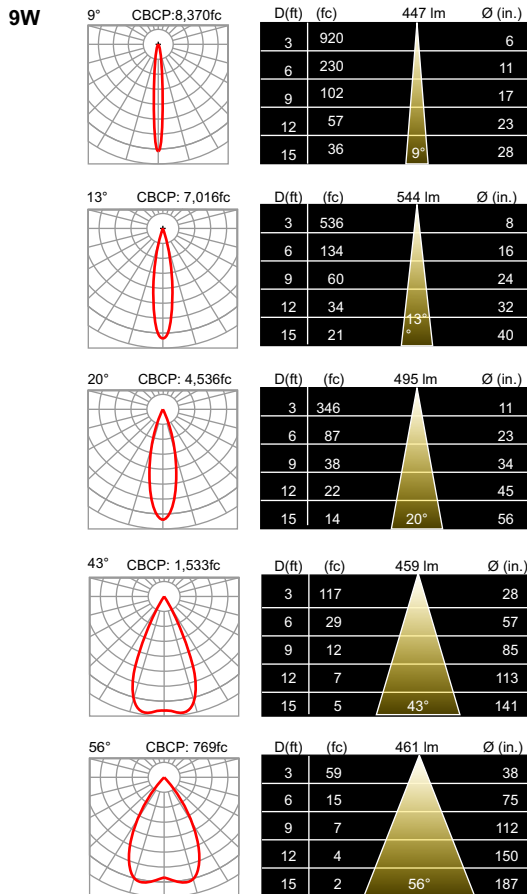 9W
9° CBCP:8,370fc D(ft) (fc) 447 lm Ø (in.)
3 920 6
6 230 11
9 102 17
12 57 23
15 36 9° 28
13° CBCP: 7,016fc D(ft) (fc) 544 lm Ø (in.)
3 536 8
6 134 16
9 60 24
12 34 32
13°
15 21 ° 40
20° CBCP: 4,536fc D(ft) (fc) 495 lm Ø (in.)
3 346 11
6 87 23
9 38 34
12 22 45
15 14 20° 56
43° CBCP: 1,533fc D(ft) (fc) 459 lm Ø (in.)
3 117 28
6 29 57
9 12 85
12 7 113
15 5 43° 141
56° CBCP: 769fc D(ft) (fc) 461 lm Ø (in.)
3 59 38
6 15 75
9 7 112
12 4 150
15 2 56° 187